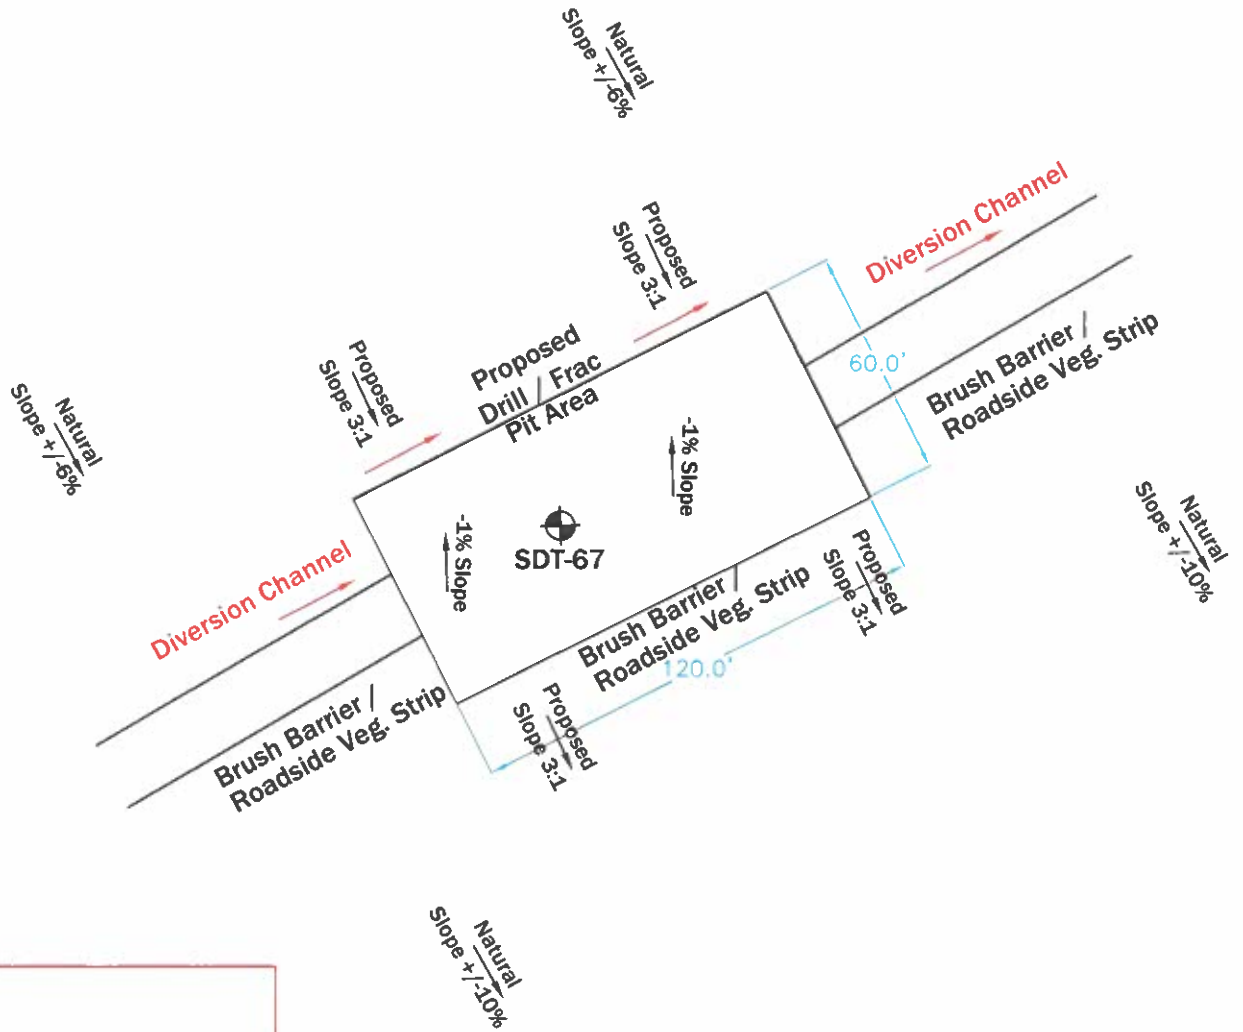 Natural
Slope +/-6%
Diversion Channel
Proposed
Slope 3:1
60.0'
Brush Barrier /
Roadside Veg. Strip
Proposed
Slope 3:1
Proposed
Drill / Frac
Pit Area
Natural
Slope +/-6%
-1% Slope
-1% Slope
SDT-67
Natural
Slope +/-10%
Diversion Channel
Proposed
Slope 3:1
Brush Barrier /
Roadside Veg. Strip
120.0'
Brush Barrier /
Roadside Veg. Strip
Proposed
Slope 3:1
Natural
Slope +/-10%